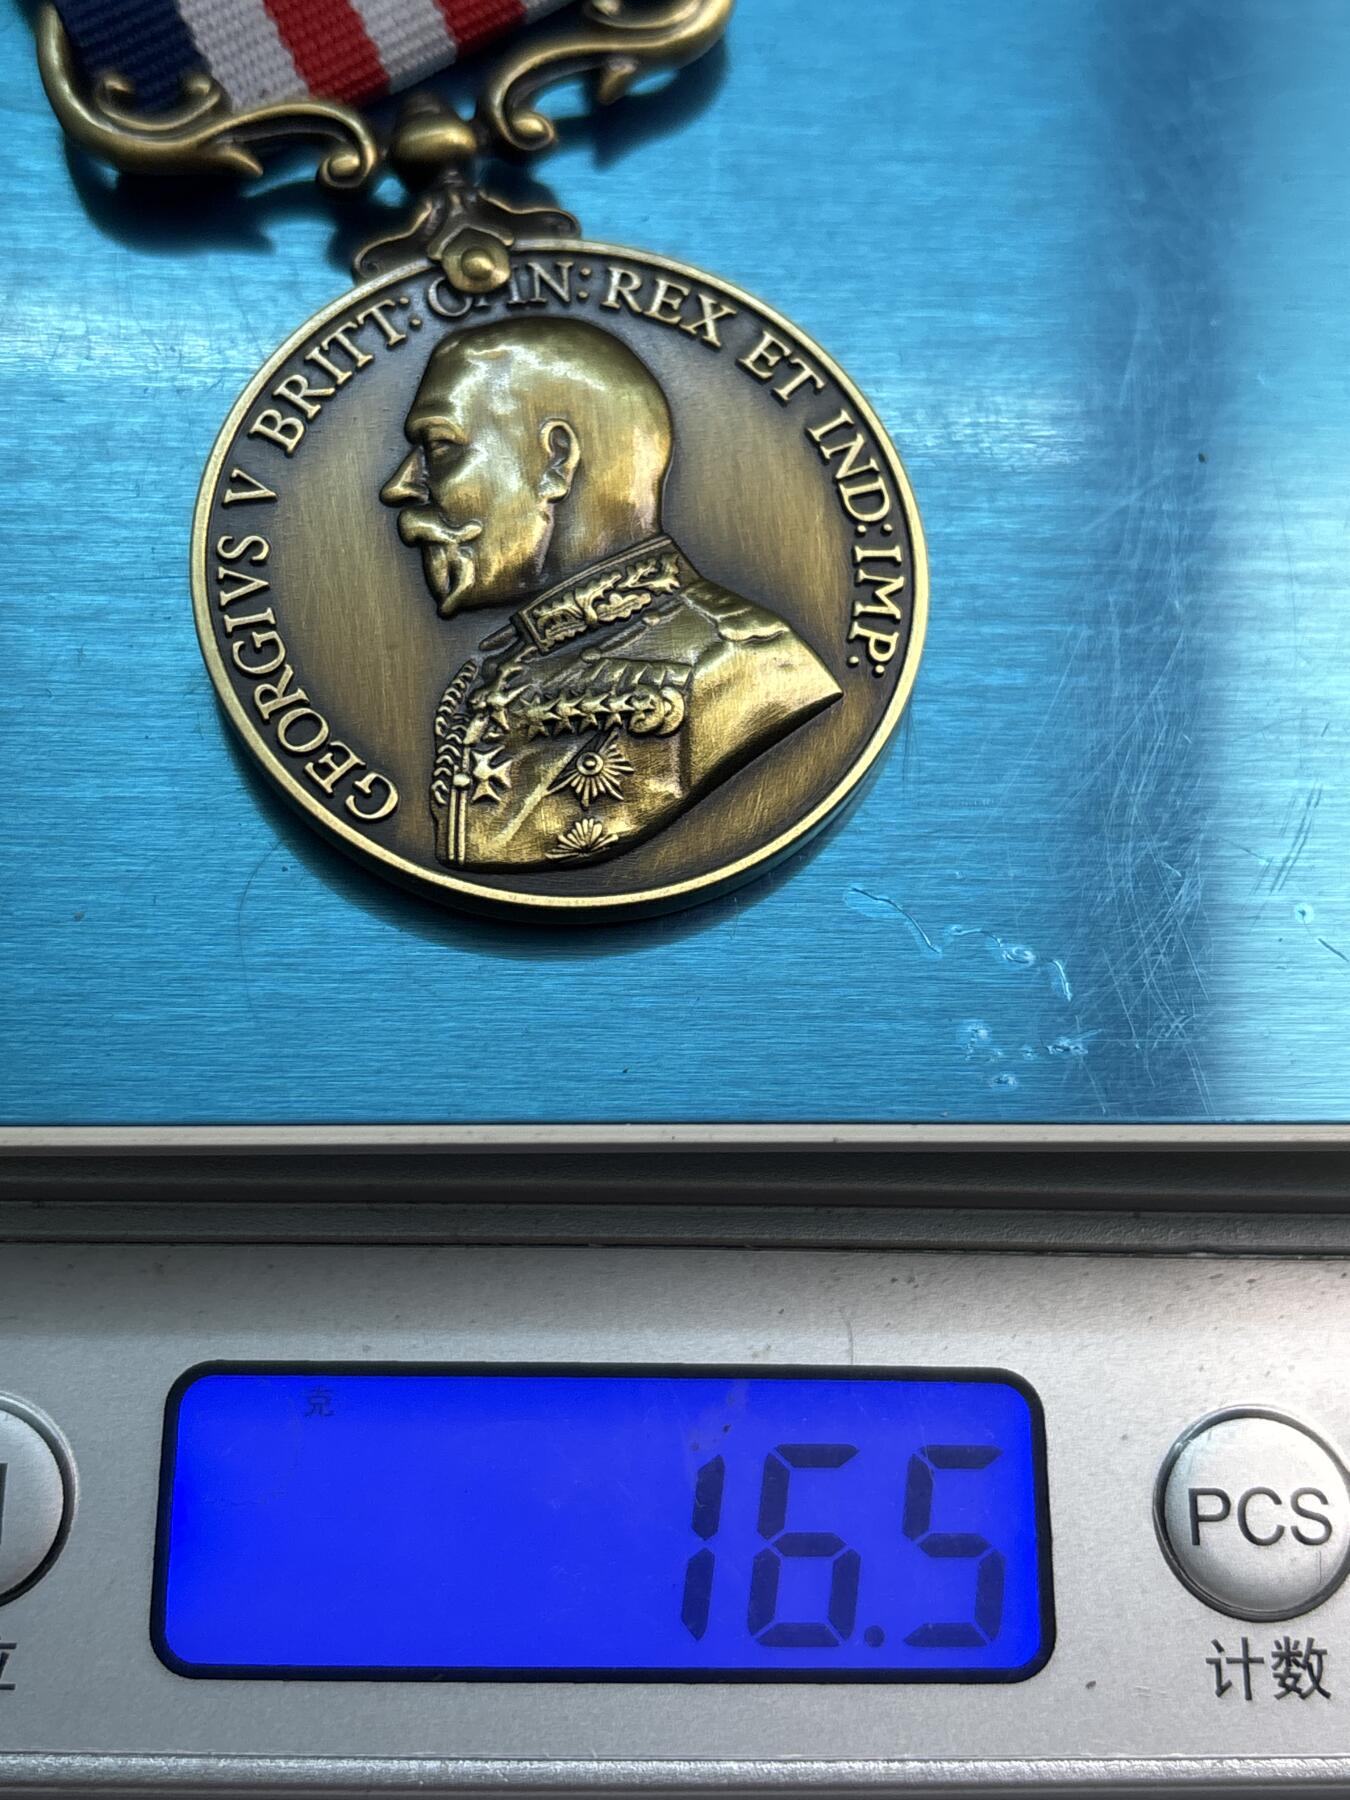 GEORGIVS V BRITT: OMN: REX ET IND: IMP:
克
16.5
PCS
计数